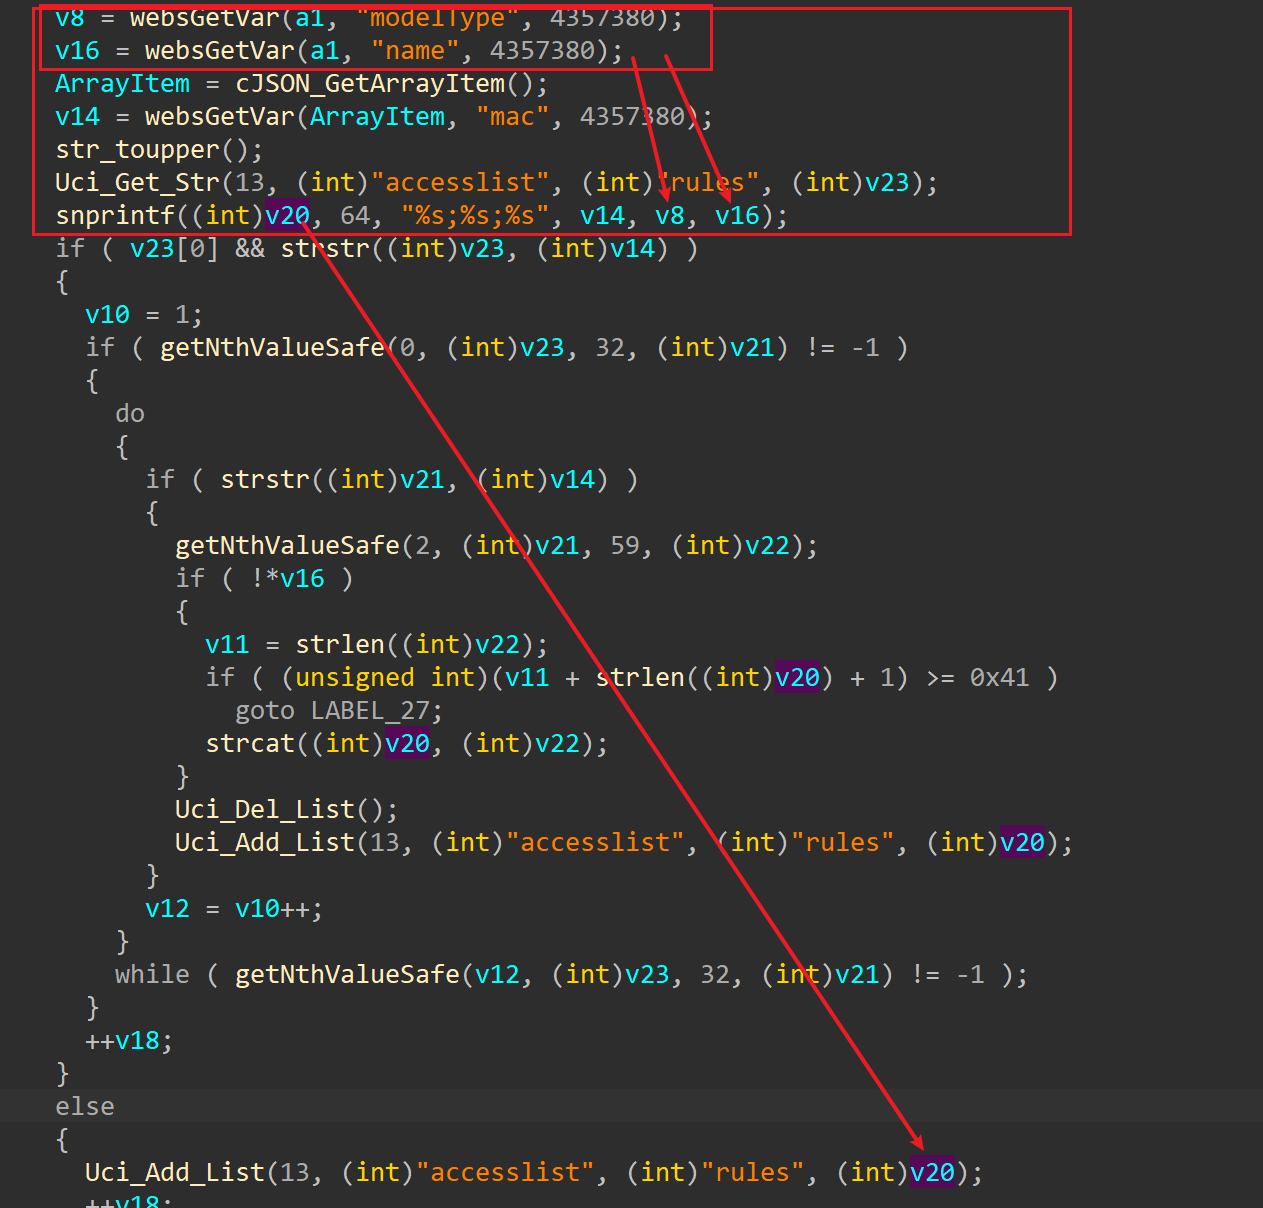 v8 = websGetVar(a1, "modelType", 4357380);
v16 = websGetVar(a1, "name", 4357380);
ArrayItem = cJSON_GetArrayItem();
v14 = websGetVar(ArrayItem, "mac", 4357380);
str_toupper();
Uci_Get_Str(13, (int)"accesslist", (int)"rules", (int)v23);
snprintf((int)v20, 64, "%s;%s;%s", v14, v8, v16);
if ( v23[0] && strstr((int)v23, (int)v14) )
{
v10 = 1;
if ( getNthValueSafe(0, (int)v23, 32, (int)v21) != -1 )
{
do
{
if ( strstr((int)v21, (int)v14) )
{
getNthValueSafe(2, (int)v21, 59, (int)v22);
if ( !*v16 )
{
v11 = strlen((int)v22);
if ( (unsigned int)(v11 + strlen((int)v20) + 1) >= 0x41 )
goto LABEL_27;
strcat((int)v20, (int)v22);
}
Uci_Del_List();
Uci_Add_List(13, (int)"accesslist", (int)"rules", (int)v20);
}
v12 = v10++;
}
while ( getNthValueSafe(v12, (int)v23, 32, (int)v21) != -1 );
}
++v18;
}
else
{
Uci_Add_List(13, (int)"accesslist", (int)"rules", (int)v20);
++v18;